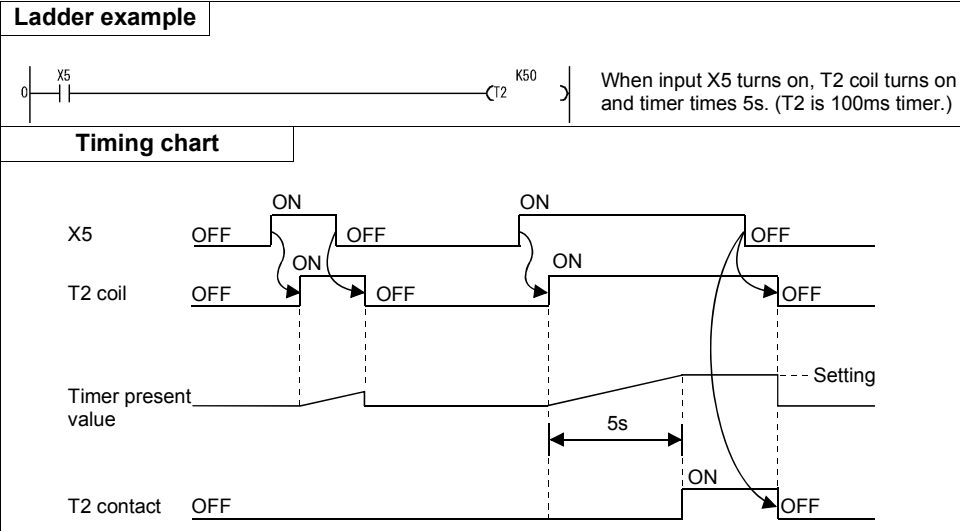 Ladder example
X5
K50
0
T2
When input X5 turns on, T2 coil turns on
and timer times 5s. (T2 is 100ms timer.)
Timing chart
ON
ON
X5
OFF
OFF
OFF
ON
ON
T2 coil
OFF
OFF
OFF
Setting
Timer present
value
5s
ON
T2 contact
OFF
OFF